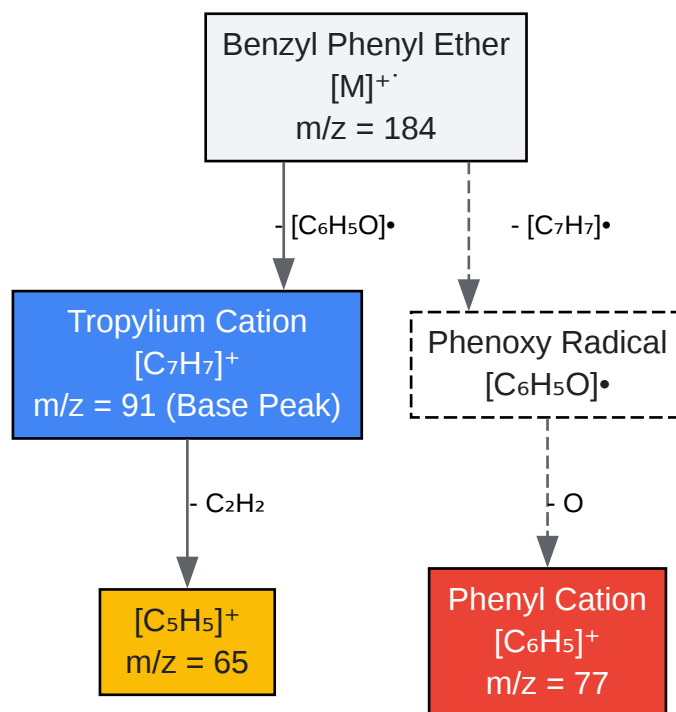 Benzyl Phenyl Ether
[M]⁺˙
m/z = 184
- [C₆H₅O]•
- [C₇H₇]•
Tropylium Cation
[C₇H₇]⁺
m/z = 91 (Base Peak)
Phenoxy Radical
[C₆H₅O]•
- C₂H₂
- O
[C₅H₅]⁺
m/z = 65
Phenyl Cation
[C₆H₅]⁺
m/z = 77